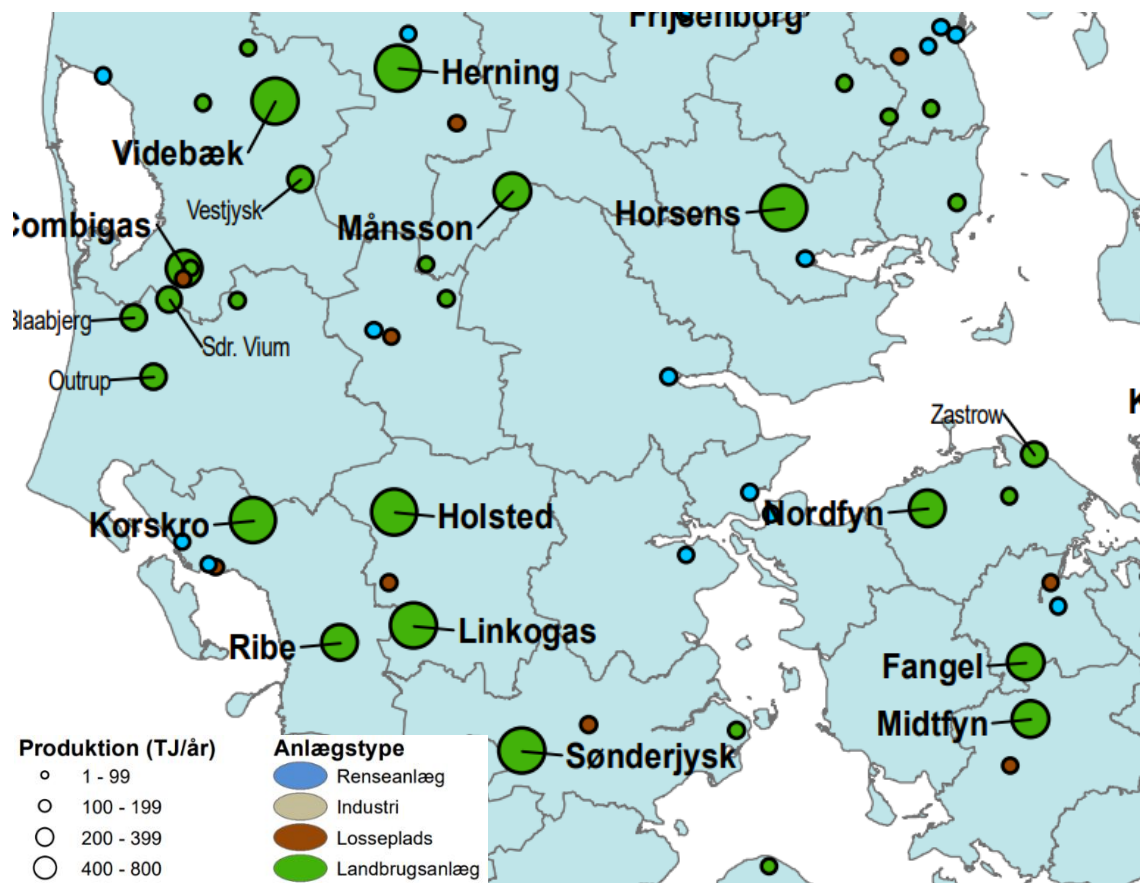 Frijsenborg
Herning
Videbæk
Vestjysk
Combigas
Månsson
Horsens
Blaabjerg
Sdr. Vium
Outrup
Zastrow
K
Korskro
Holsted
Nordfyn
Ribe
Linkogas
Fangel
Midtfyn
Sønderjysk
Produktion (TJ/år)
1 - 99
100 - 199
200 - 399
400 - 800
Anlægstype
Renseanlæg
Industri
Losseplads
Landbrugsanlæg